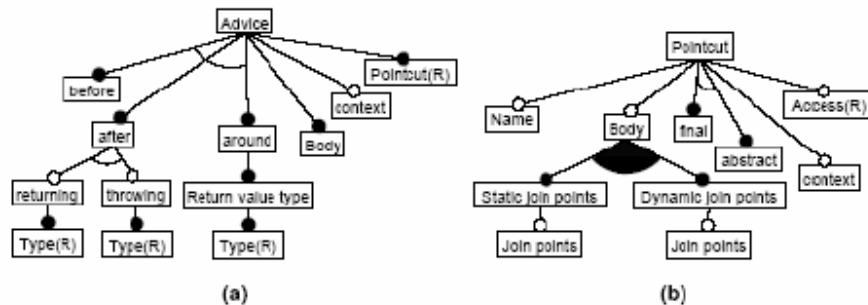 Advice
before
Pointcut(R)
context
after
around
Body
returning
throwing
Return value type
Type(R)
Type(R)
Type(R)
(a)
Pointcut
Name
Body
final
Access(R)
abstract
context
Static join points
Dynamic join points
Join points
Join points
(b)